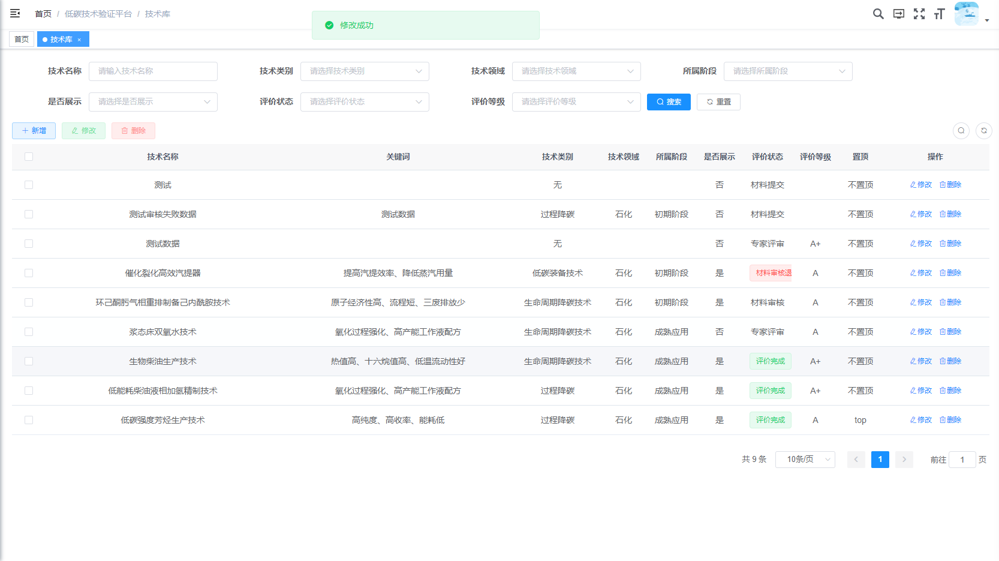 首页 / 低碳技术验证平台 / 技术库
修改成功
首页 技术库 ×
技术名称 请输入技术名称 技术类别 请选择技术类别 技术领域 请选择技术领域 所属阶段 请选择所属阶段
是否展示 请选择是否展示 评价状态 请选择评价状态 评价等级 请选择评价等级 搜索 重置
新增 修改 删除
技术名称 关键词 技术类别 技术领域 所属阶段 是否展示 评价状态 评价等级 置顶 操作
测试 无 否 材料提交 不置顶 修改 删除
测试审核失败数据 测试数据 过程降碳 石化 初期阶段 否 材料提交 不置顶 修改 删除
测试数据 无 否 专家评审 A+ 不置顶 修改 删除
催化裂化高效汽提器 提高汽提效率、降低蒸汽用量 低碳装备技术 石化 初期阶段 是 材料审核退 A 不置顶 修改 删除
环己酮肟气相重排制备己内酰胺技术 原子经济性高、流程短、三废排放少 生命周期降碳技术 石化 初期阶段 是 材料审核 A 不置顶 修改 删除
浆态床双氧水技术 氧化过程强化、高产能工作液配方 生命周期降碳技术 石化 成熟应用 否 专家评审 A 不置顶 修改 删除
生物柴油生产技术 热值高、十六烷值高、低温流动性好 生命周期降碳技术 石化 成熟应用 是 评价完成 A+ 不置顶 修改 删除
低能耗柴油液相加氢精制技术 氧化过程强化、高产能工作液配方 过程降碳 石化 成熟应用 是 评价完成 A+ 不置顶 修改 删除
低碳强度芳烃生产技术 高纯度、高收率、能耗低 过程降碳 石化 成熟应用 是 评价完成 A top 修改 删除
共 9 条 10条/页 1 前往 1 页